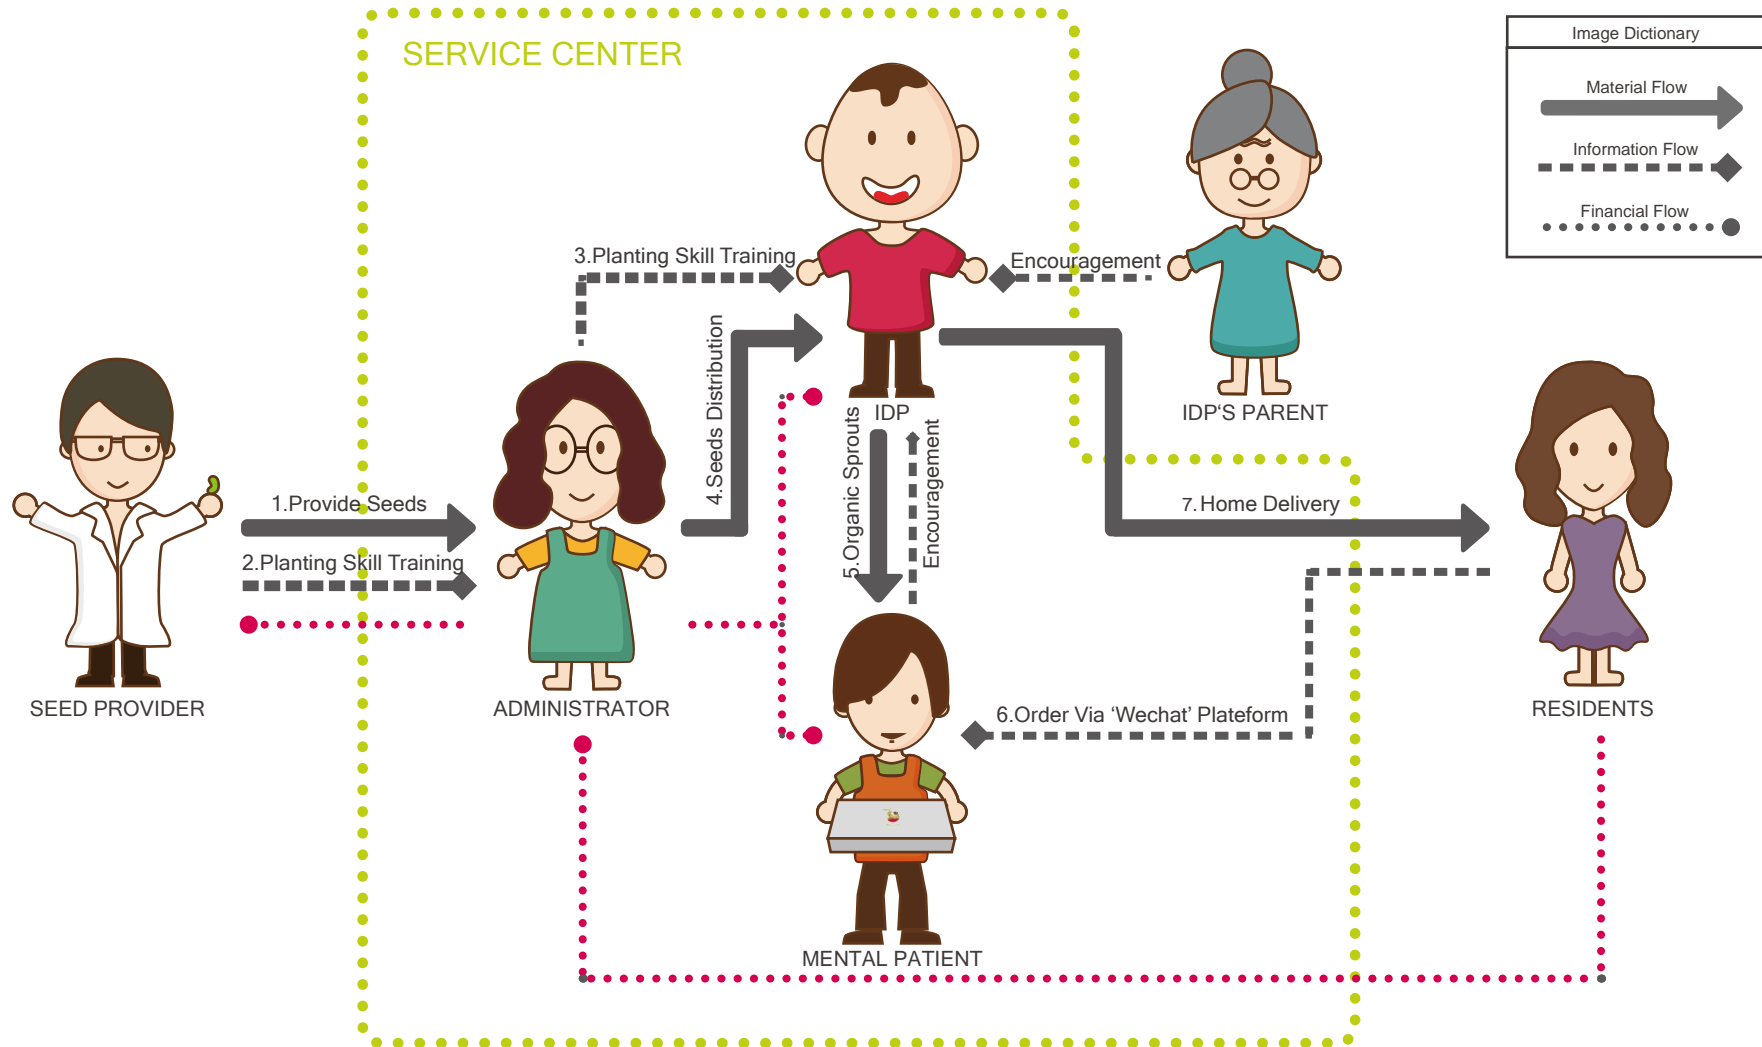 SERVICE CENTER
Image Dictionary
Material Flow
Information Flow
Financial Flow
3.Planting Skill Training
Encouragement
4.Seeds Distribution
IDP
IDP‘S PARENT
5.Organic Sprouts
Encouragement
1.Provide Seeds
7.Home Delivery
2.Planting Skill Training
SEED PROVIDER
ADMINISTRATOR
6.Order Via ‘Wechat’ Plateform
RESIDENTS
MENTAL PATIENT